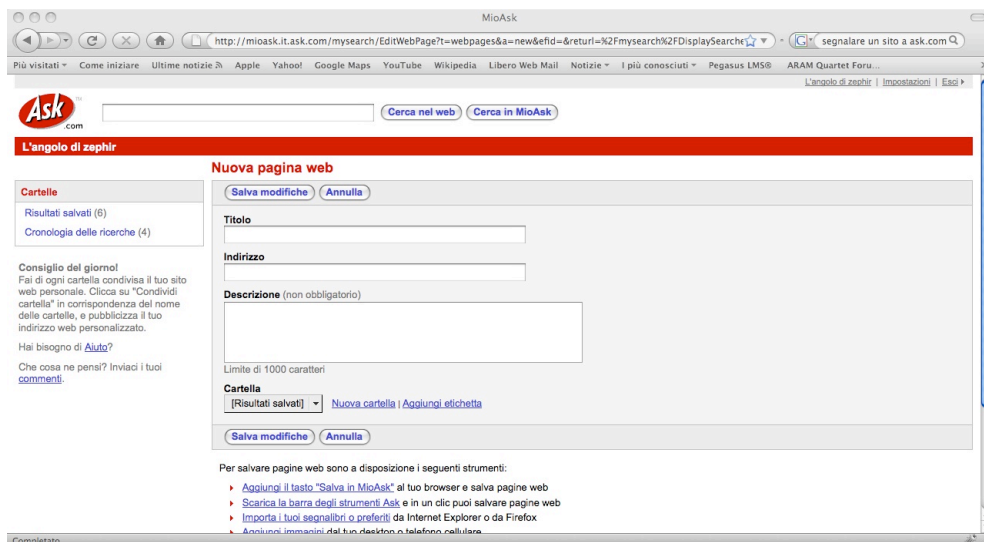 MioAsk
http://mioask.it.ask.com/mysearch/EditWebPage?t=webpages&a=new&efid=&returl=%2Fmysearch%2FDisplaySearche
segnalare un sito a ask.com
Più visitati Come iniziare Ultime notizie Apple Yahoo! Google Maps YouTube Wikipedia Libero Web Mail Notizie I più conosciuti Pegasus LMS® ARAM Quartet Foru...
L'angolo di zephir | Impostazioni | Esci
Ask
.com
Cerca nel web Cerca in MioAsk
L'angolo di zephir
Nuova pagina web
Cartelle
Risultati salvati (6)
Cronologia delle ricerche (4)
Consiglio del giorno!
Fai di ogni cartella condivisa il tuo sito
web personale. Clicca su "Condividi
cartella" in corrispondenza del nome
delle cartelle, e pubblicizza il tuo
indirizzo web personalizzato.
Hai bisogno di Aiuto?
Che cosa ne pensi? Inviaci i tuoi
commenti.
Salva modifiche Annulla
Titolo
Indirizzo
Descrizione (non obbligatorio)
Limite di 1000 caratteri
Cartella
[Risultati salvati] Nuova cartella | Aggiungi etichetta
Salva modifiche Annulla
Per salvare pagine web sono a disposizione i seguenti strumenti:
Aggiungi il tasto "Salva in MioAsk" al tuo browser e salva pagine web
Scarica la barra degli strumenti Ask e in un clic puoi salvare pagine web
Importa i tuoi segnalibri o preferiti da Internet Explorer o da Firefox
Aggiungi immagini dal tuo desktop o telefono cellulare
Completato